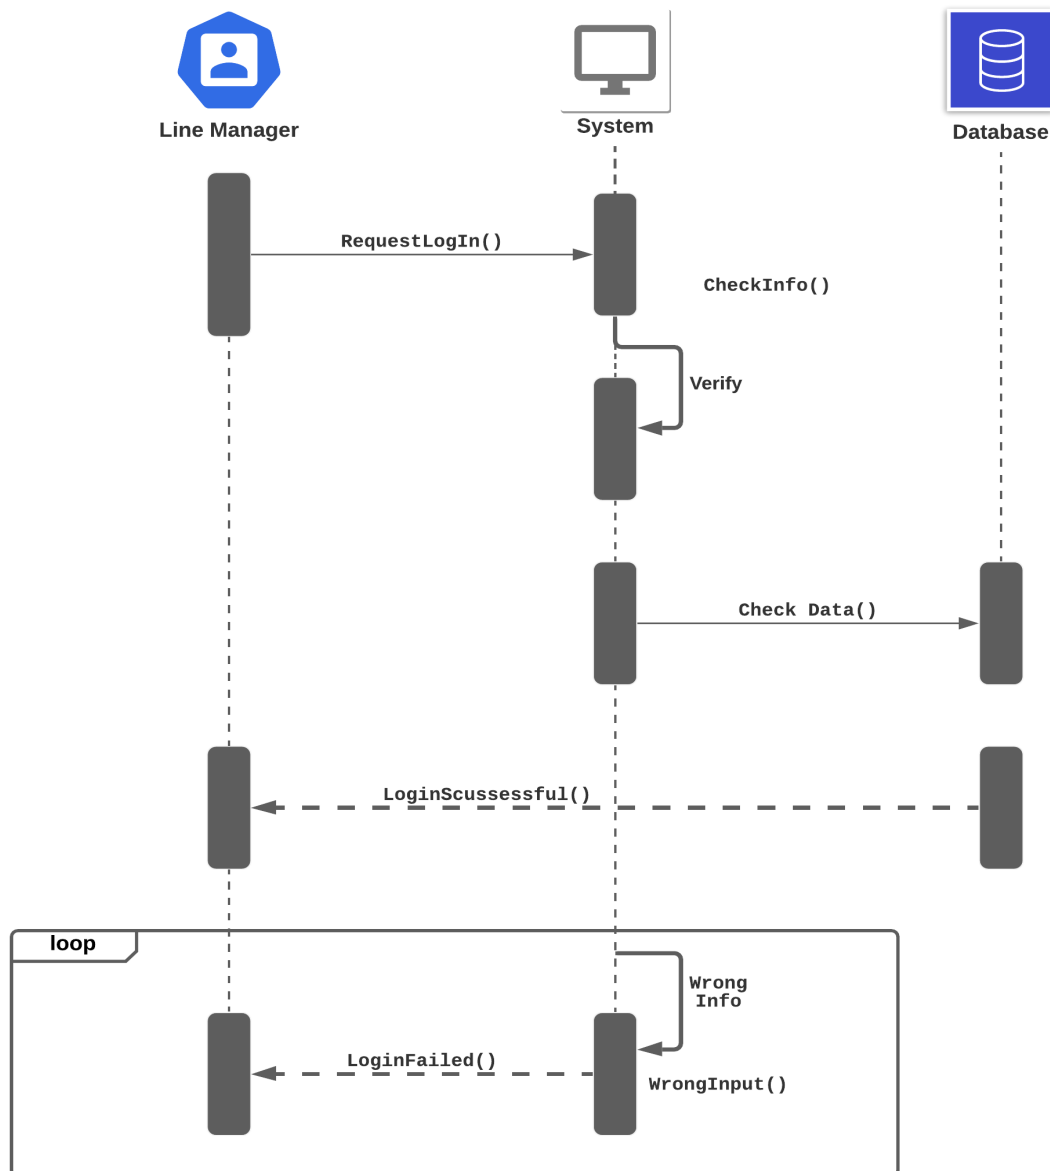 Line Manager
System
Database
RequestLogIn()
CheckInfo()
Verify
Check Data()
LoginScussessful()
loop
Wrong
Info
LoginFailed()
WrongInput()